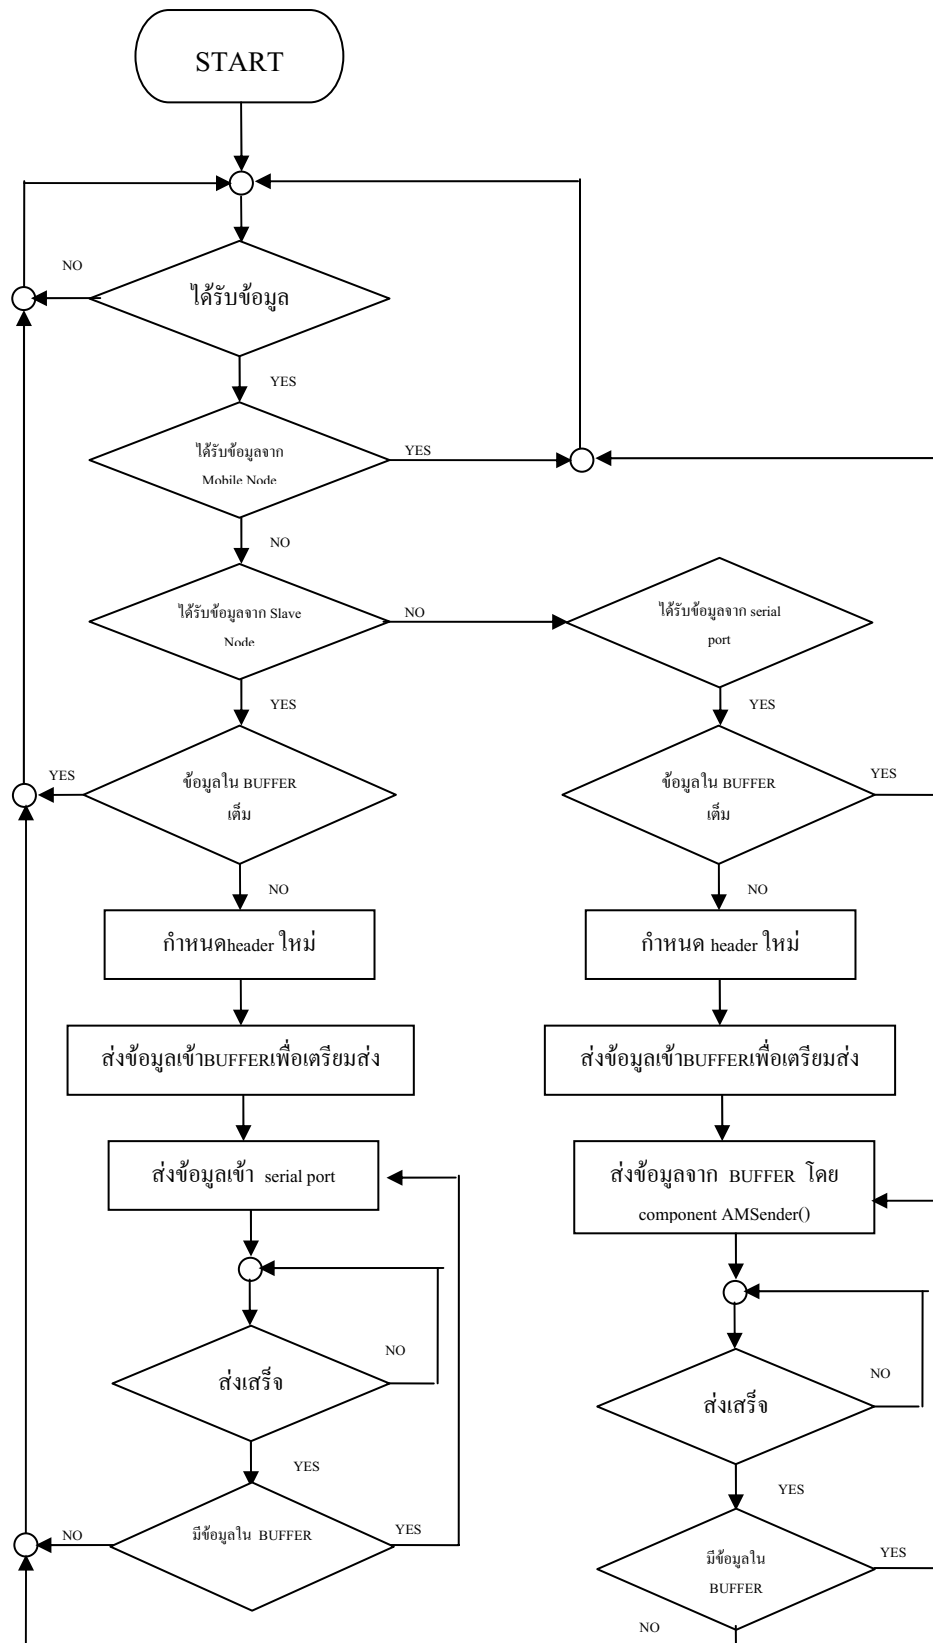 START
NO
ได้รับข้อมูล
YES
ได้รับข้อมูลจาก
Mobile Node
YES
NO
ได้รับข้อมูลจาก Slave
Node
NO
ได้รับข้อมูลจาก serial
port
YES
YES
YES
ข้อมูลใน BUFFER
เต็ม
ข้อมูลใน BUFFER
เต็ม
YES
NO
NO
กำหนดheader ใหม่
กำหนด header ใหม่
ส่งข้อมูลเข้าBUFFERเพื่อเตรียมส่ง
ส่งข้อมูลเข้าBUFFERเพื่อเตรียมส่ง
ส่งข้อมูลเข้า serial port
ส่งข้อมูลจาก BUFFER โดย
component AMSender()
NO
ส่งเสร็จ
NO
ส่งเสร็จ
YES
YES
NO
มีข้อมูลใน BUFFER
YES
มีข้อมูลใน
BUFFER
YES
NO